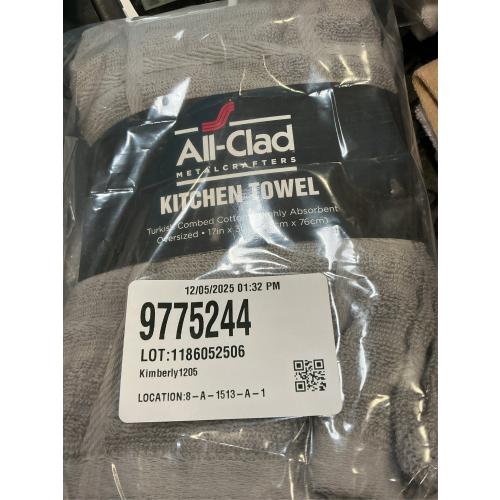 All-Clad
METALCRAFTERS
KITCHEN TOWEL
Turkish Combed Cotton Highly Absorbent
Oversized • 17in x x 76cm)
12/05/2025 01:32 PM
9775244
LOT:1186052506
Kimberly1205
LOCATION:8-A-1513-A-1